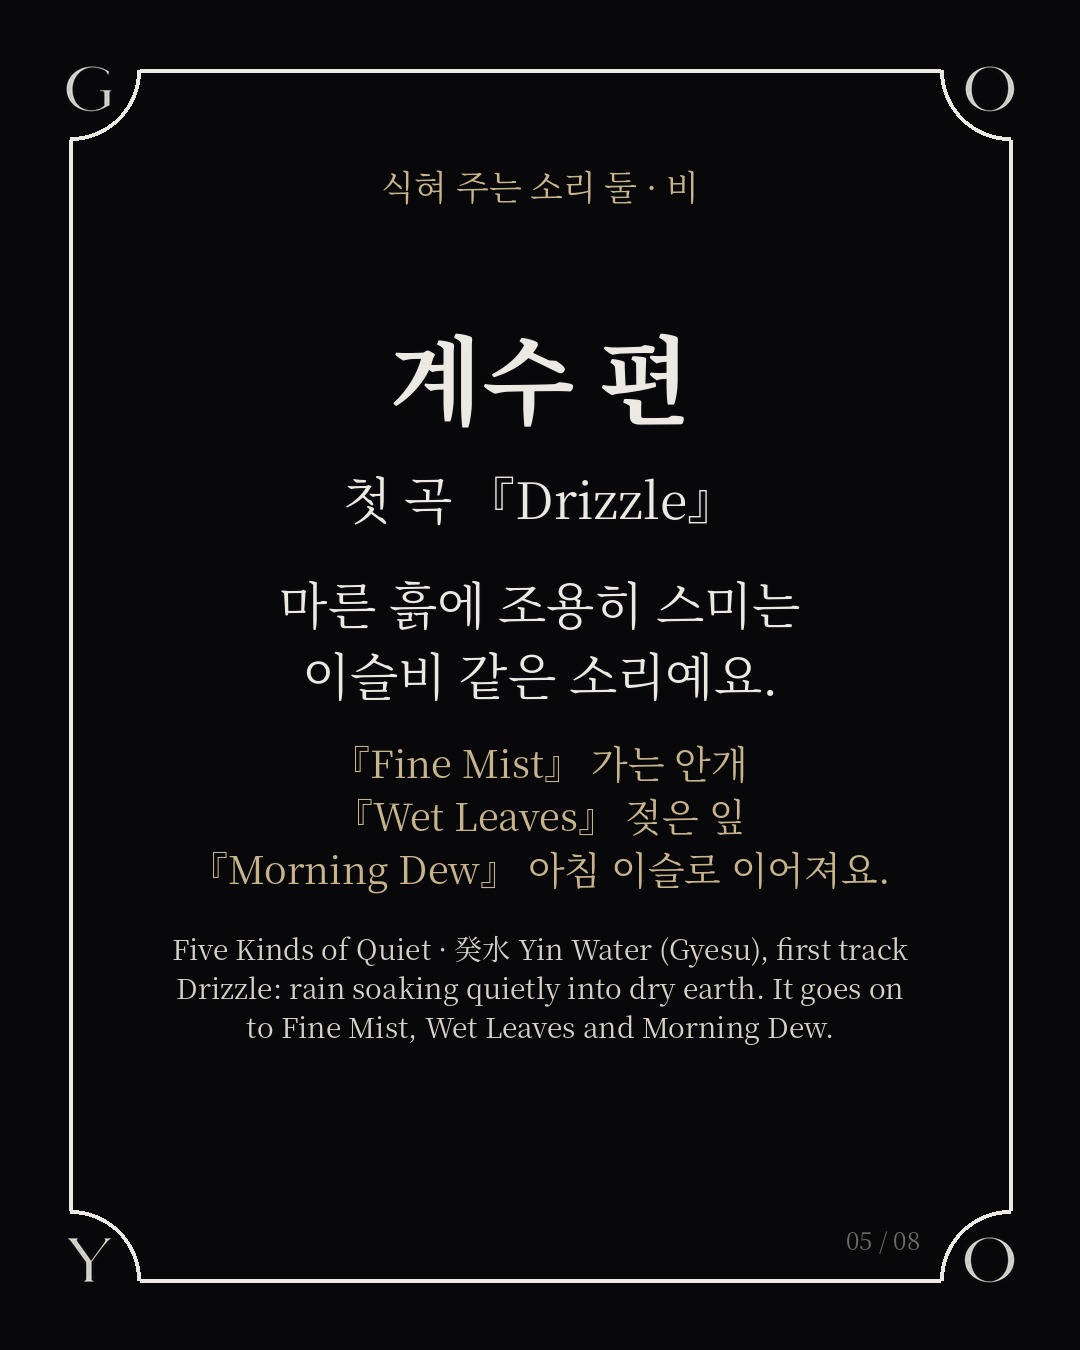 G O
식혀 주는 소리 둘 · 비
계수 편
첫 곡 『Drizzle』
마른 흙에 조용히 스미는
이슬비 같은 소리예요.
『Fine Mist』 가는 안개
『Wet Leaves』 젖은 잎
『Morning Dew』 아침 이슬로 이어져요.
Five Kinds of Quiet · 癸水 Yin Water (Gyesu), first track
Drizzle: rain soaking quietly into dry earth. It goes on
to Fine Mist, Wet Leaves and Morning Dew.
05 / 08
Y O